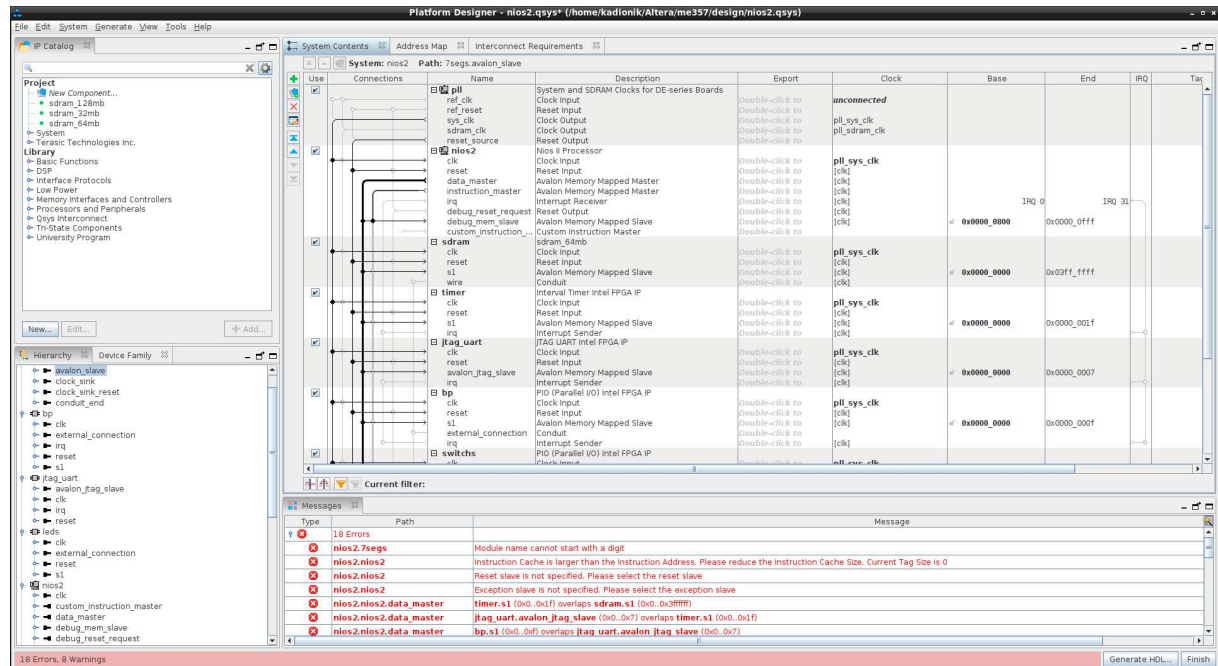 Platform Designer - nios2.qsys* (/home/kadionik/Altera/me357/design/nios2.qsys)
File Edit System Generate View Tools Help
IP Catalog
Project
New Component...
sdram_128mb
sdram_32mb
sdram_64mb
System
Terasic Technologies Inc.
Library
Basic Functions
DSP
Interface Protocols
Low Power
Memory Interfaces and Controllers
Processors and Peripherals
Qsys Interconnect
Tri-State Components
University Program
New... Edit... Add...
Hierarchy Device Family
avalon_slave
clock_sink
clock_sink_reset
conduit_end
bp
clk
external_connection
irq
reset
s1
jtag_uart
avalon_jtag_slave
clk
irq
reset
leds
clk
external_connection
reset
s1
nios2
clk
custom_instruction_master
data_master
debug_mem_slave
debug_reset_request
System Contents Address Map Interconnect Requirements
System: nios2 Path: 7segs.avalon_slave
Use Connections Name Description Export Clock Base End IRQ Tag
pll System and SDRAM Clocks for DE-series Boards
ref_clk Clock Input Double-click to unconnected
ref_reset Reset Input Double-click to
sys_clk Clock Output Double-click to pll_sys_clk
sdram_clk Clock Output Double-click to pll_sdram_clk
reset_source Reset Output Double-click to
nios2 Nios II Processor
clk Clock Input Double-click to pll_sys_clk
reset Reset Input Double-click to [clk]
data_master Avalon Memory Mapped Master Double-click to [clk]
instruction_master Avalon Memory Mapped Master Double-click to [clk]
irq Interrupt Receiver Double-click to [clk] IRQ 0 IRQ 31
debug_reset_request Reset Output Double-click to [clk]
debug_mem_slave Avalon Memory Mapped Slave Double-click to [clk] 0x0000_0800 0x0000_0fff
custom_instruction_... Custom Instruction Master Double-click to
sdram sdram_64mb
clk Clock Input Double-click to pll_sys_clk
reset Reset Input Double-click to [clk]
s1 Avalon Memory Mapped Slave Double-click to [clk] 0x0000_0000 0x03ff_ffff
wire Conduit Double-click to
timer Interval Timer Intel FPGA IP
clk Clock Input Double-click to pll_sys_clk
reset Reset Input Double-click to [clk]
s1 Avalon Memory Mapped Slave Double-click to [clk] 0x0000_0000 0x0000_001f
irq Interrupt Sender Double-click to [clk]
jtag_uart JTAG UART Intel FPGA IP
clk Clock Input Double-click to pll_sys_clk
reset Reset Input Double-click to [clk]
avalon_jtag_slave Avalon Memory Mapped Slave Double-click to [clk] 0x0000_0000 0x0000_0007
irq Interrupt Sender Double-click to [clk]
bp PIO (Parallel I/O) Intel FPGA IP
clk Clock Input Double-click to pll_sys_clk
reset Reset Input Double-click to [clk]
s1 Avalon Memory Mapped Slave Double-click to [clk] 0x0000_0000 0x0000_000f
external_connection Conduit Double-click to
irq Interrupt Sender Double-click to [clk]
switchs PIO (Parallel I/O) Intel FPGA IP
clk Clock Input Double-click to pll_sys_clk
Current filter:
Messages
Type Path Message
18 Errors
nios2.7segs Module name cannot start with a digit
nios2.nios2 Instruction Cache is larger than the Instruction Address. Please reduce the Instruction Cache Size. Current Tag Size is 0
nios2.nios2 Reset slave is not specified. Please select the reset slave
nios2.nios2 Exception slave is not specified. Please select the exception slave
nios2.nios2.data_master timer.s1 (0x0..0x1f) overlaps sdram.s1 (0x0..0x3ffffff)
nios2.nios2.data_master jtag_uart.avalon_jtag_slave (0x0..0x7) overlaps timer.s1 (0x0..0x1f)
nios2.nios2.data_master bp.s1 (0x0..0xf) overlaps jtag_uart.avalon_jtag_slave (0x0..0x7)
18 Errors, 8 Warnings
Generate HDL... Finish